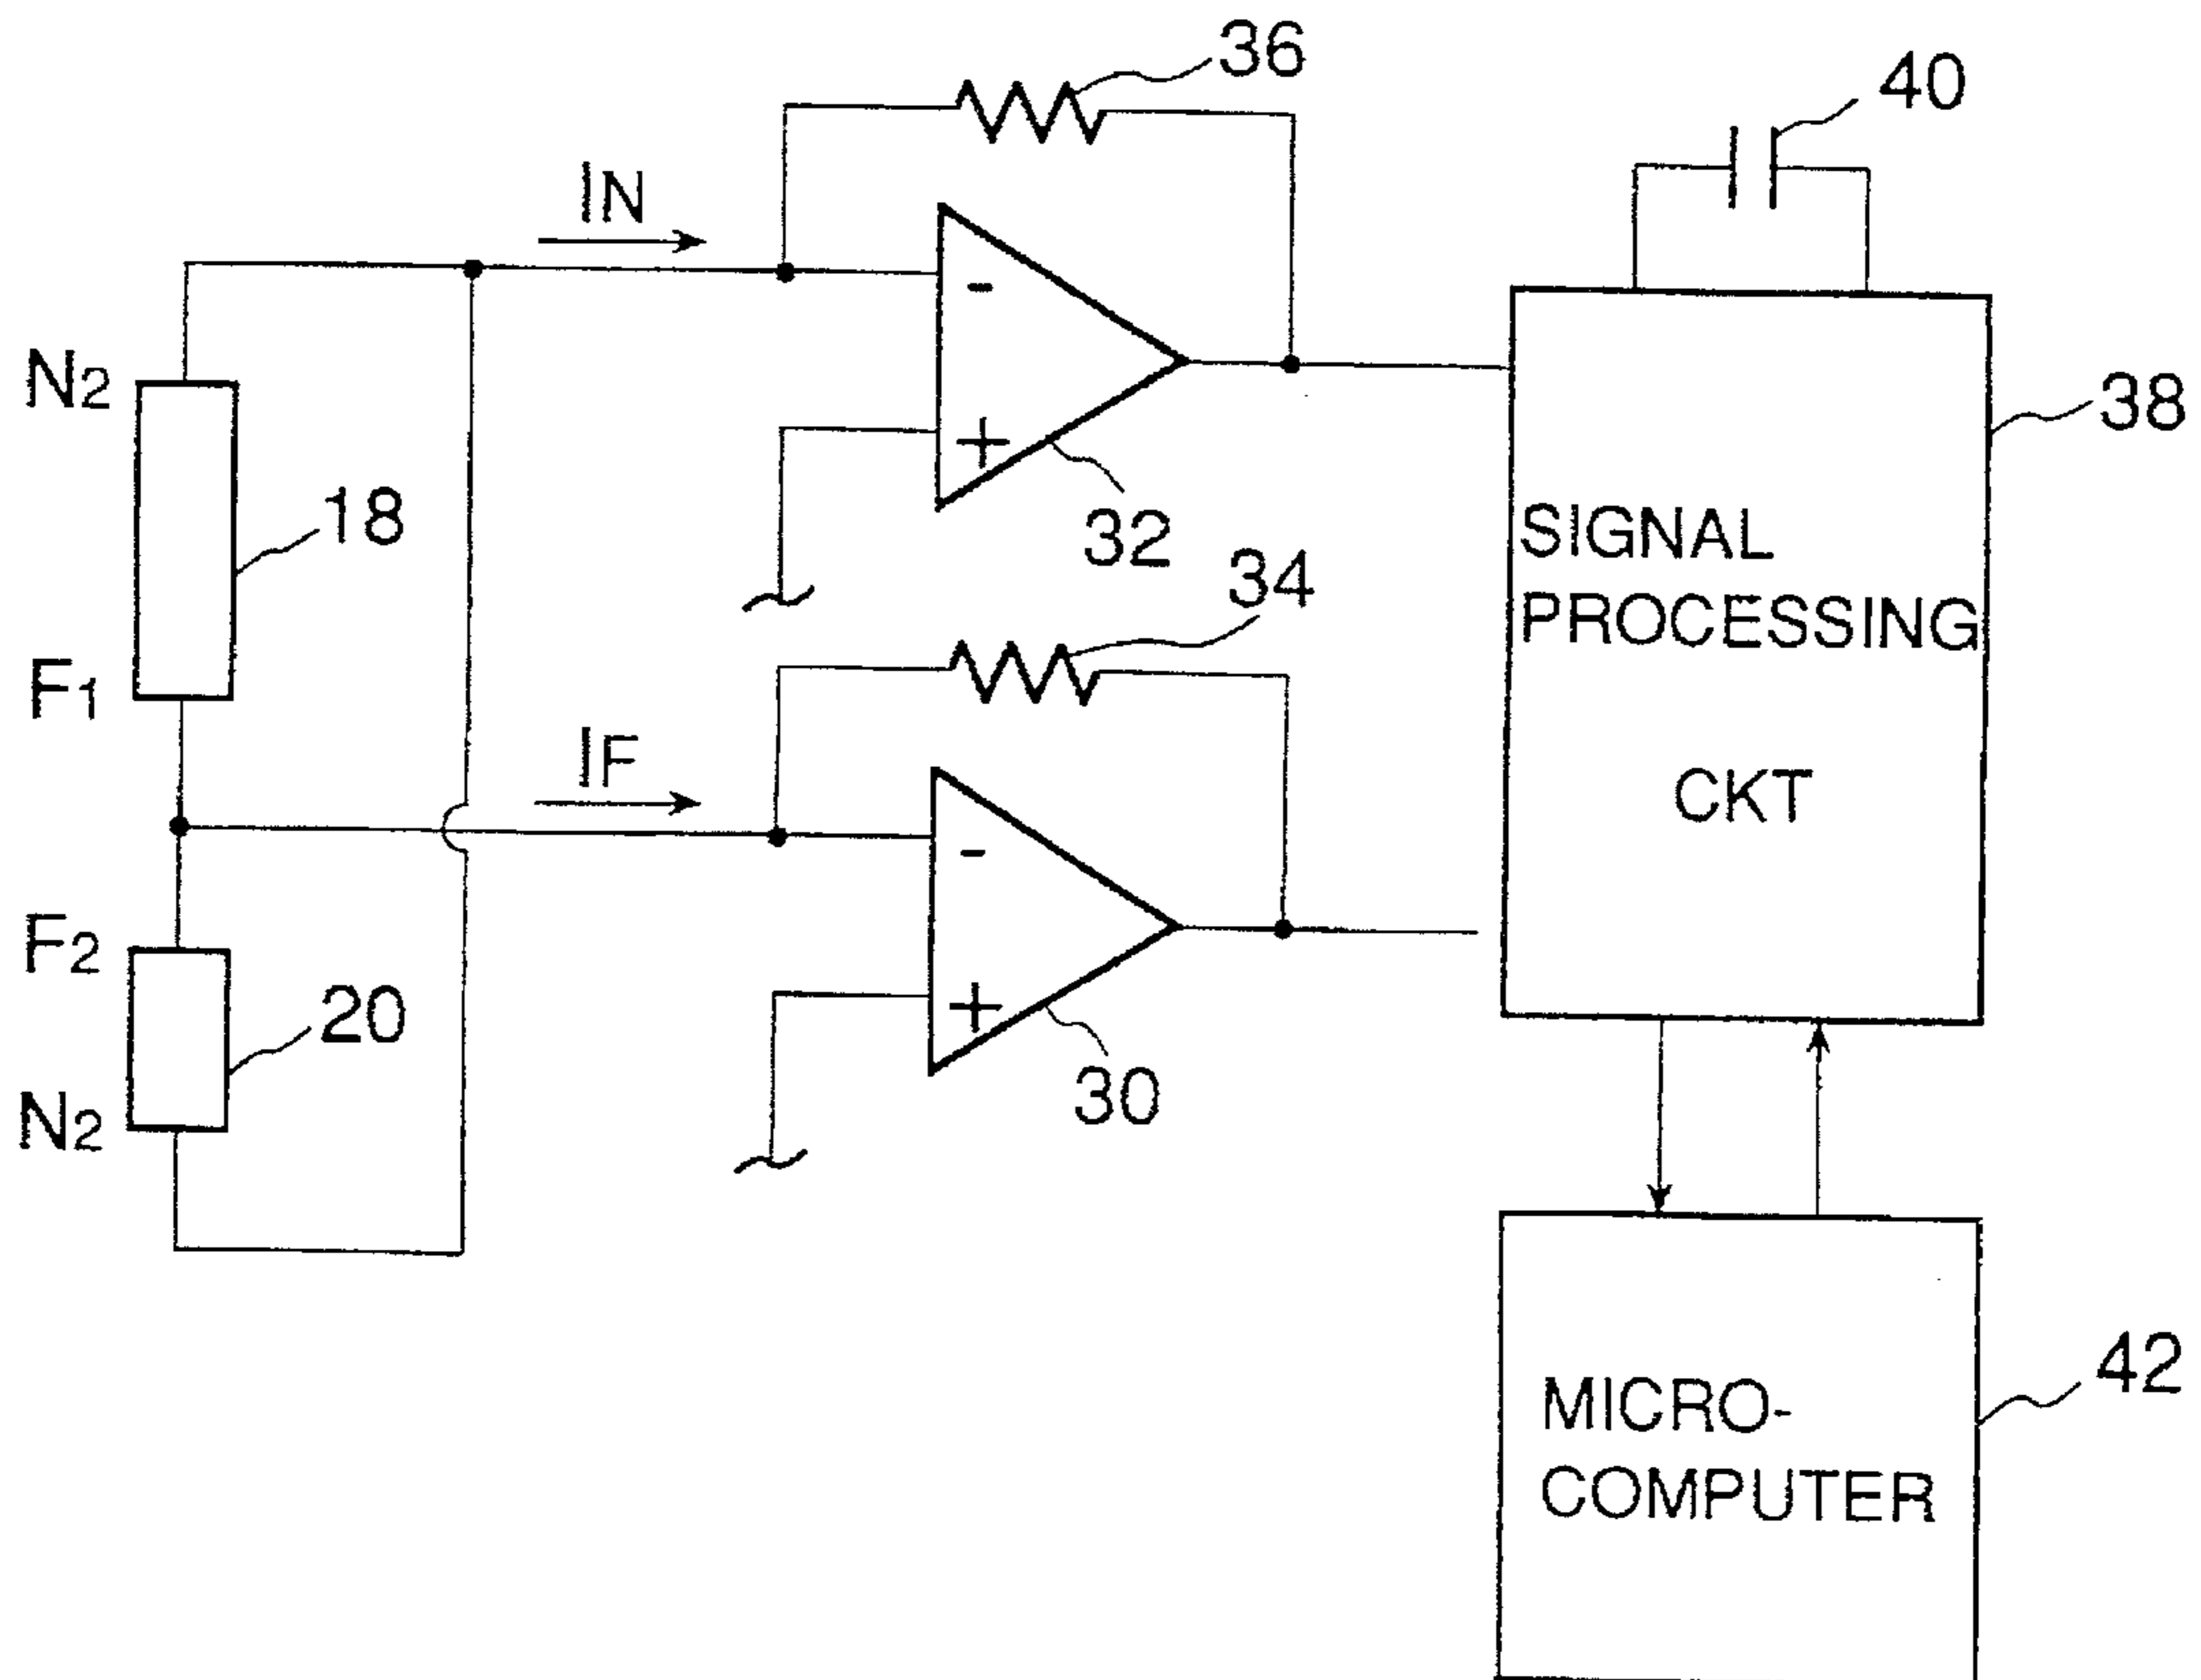 36
40
IN
N2
-
38
18
+
32
SIGNAL
PROCESSING
CKT
34
F1
IF
-
F2
20
+
30
N2
42
MICRO-
COMPUTER